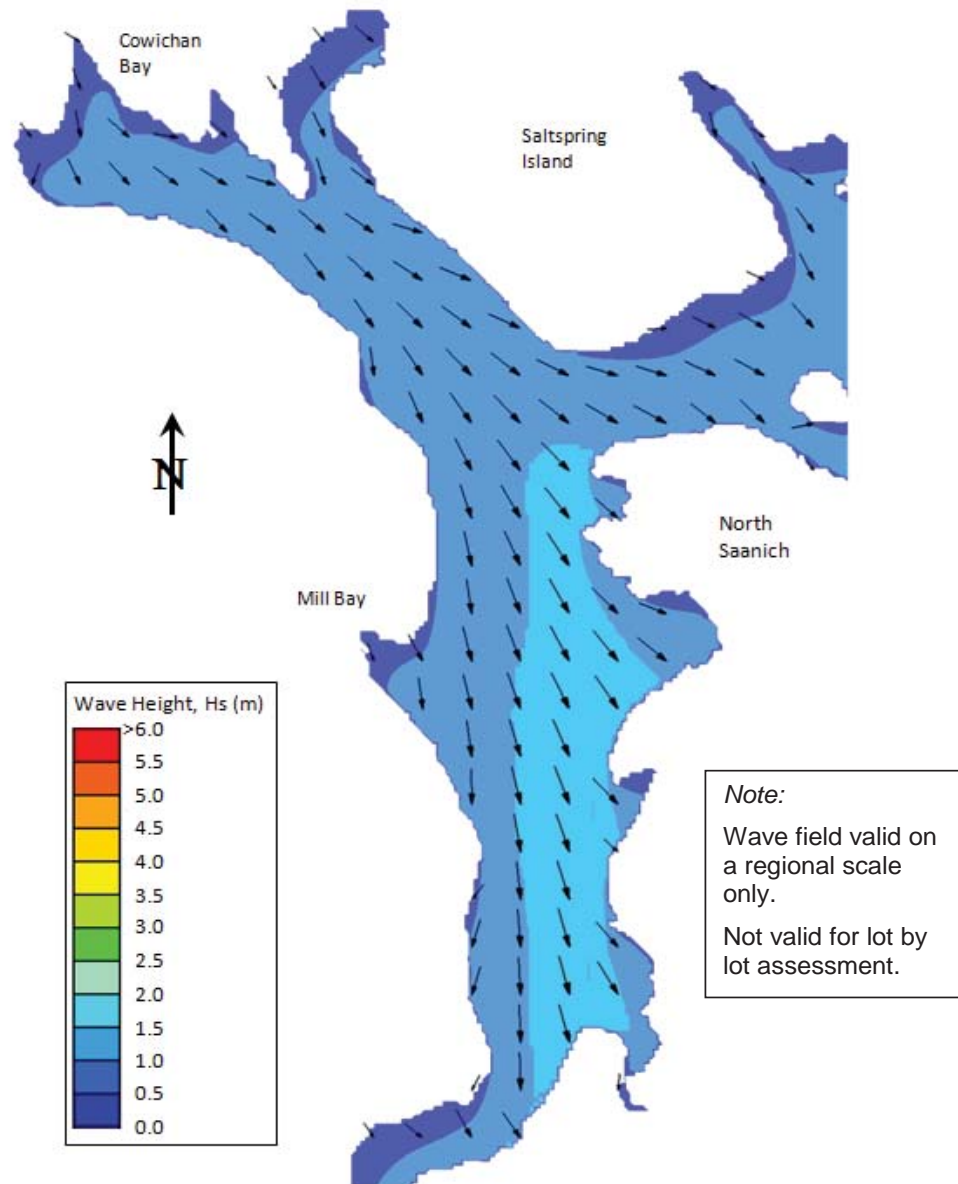 Cowichan
Bay
Saltspring
Island
N
North
Saanich
Mill Bay
Wave Height, Hs (m)
>6.0
5.5
5.0
4.5
4.0
3.5
3.0
2.5
2.0
1.5
1.0
0.5
0.0
Note:
Wave field valid on
a regional scale
only.
Not valid for lot by
lot assessment.